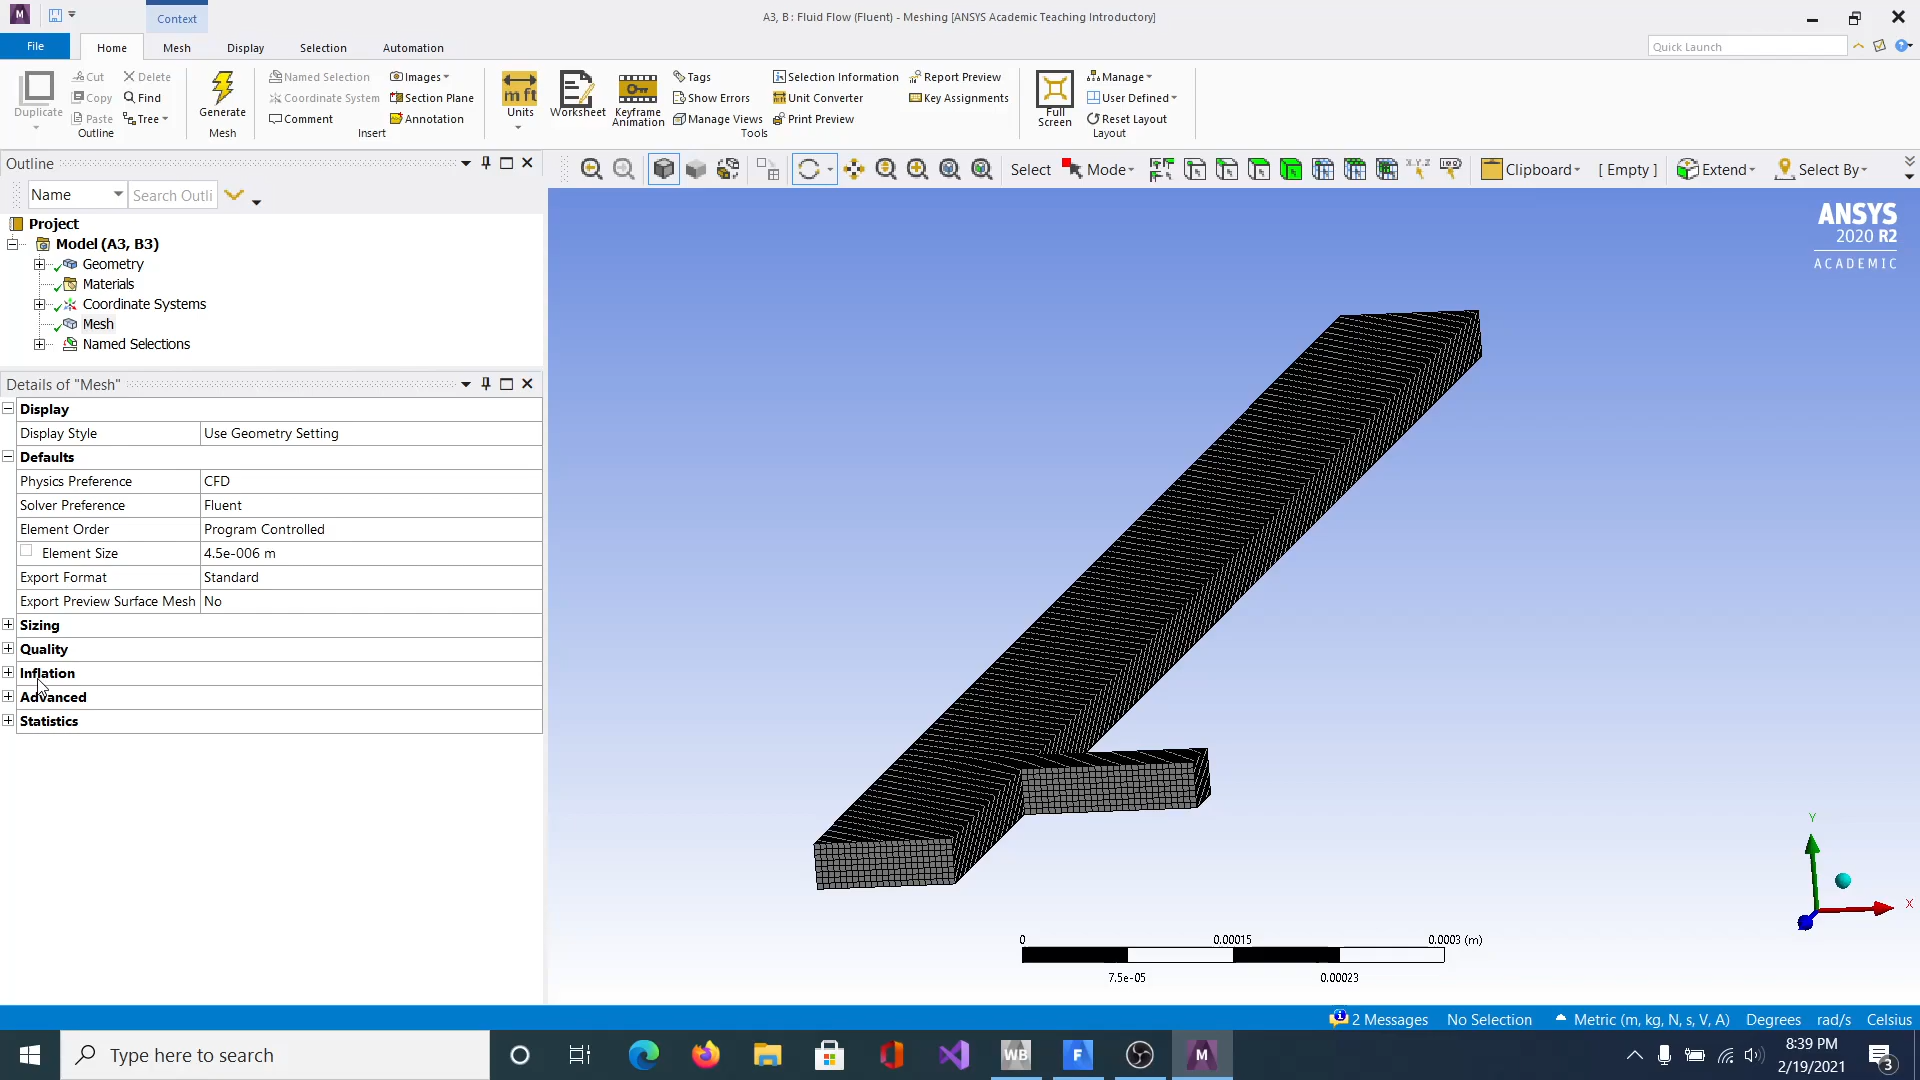 M
Context
A3, B : Fluid Flow (Fluent) - Meshing [ANSYS Academic Teaching Introductory]
File
Home
Mesh
Display
Selection
Automation
Quick Launch
Duplicate
Cut
Copy
Paste
Delete
Find
Tree
Outline
Generate
Mesh
Named Selection
Coordinate System
Comment
Images
Section Plane
Annotation
Insert
m ft
Units
Worksheet
Keyframe
Animation
Tags
Show Errors
Manage Views
Selection Information
Unit Converter
Print Preview
Report Preview
Key Assignments
Tools
Full
Screen
Manage
User Defined
Reset Layout
Layout
Outline
Name
Search Outli
Select
Mode
Clipboard
[ Empty ]
Extend
Select By
Project
Model (A3, B3)
Geometry
Materials
Coordinate Systems
Mesh
Named Selections
Details of "Mesh"
Display
Display Style Use Geometry Setting
Defaults
Physics Preference CFD
Solver Preference Fluent
Element Order Program Controlled
Element Size 4.5e-006 m
Export Format Standard
Export Preview Surface Mesh No
Sizing
Quality
Inflation
Advanced
Statistics
ANSYS
2020 R2
ACADEMIC
Y
X
0 0.00015 0.0003 (m)
7.5e-05 0.00023
2 Messages
No Selection
Metric (m, kg, N, s, V, A)
Degrees
rad/s
Celsius
Type here to search
WB
F
M
8:39 PM
2/19/2021
3